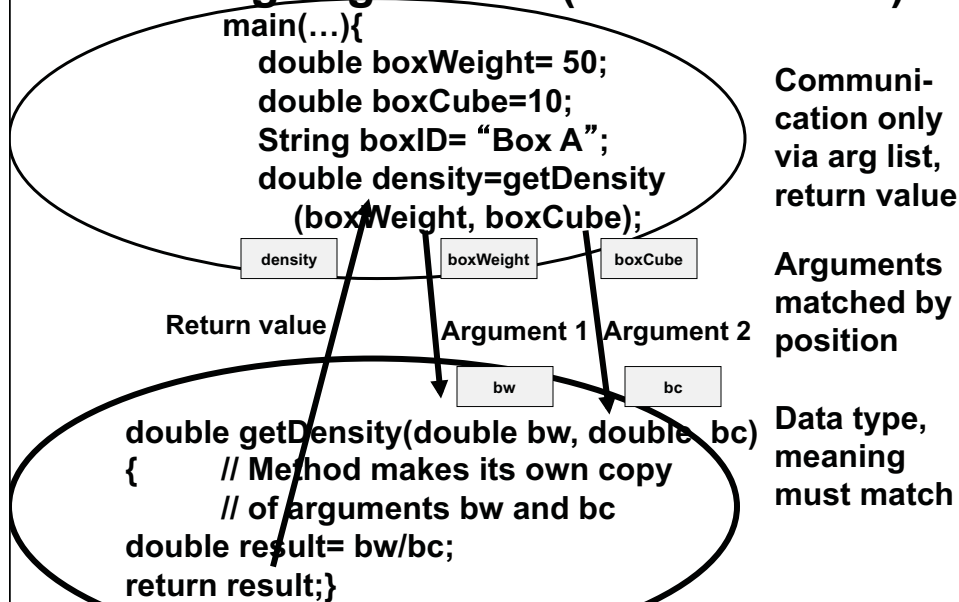 main(…){
double boxWeight= 50;
double boxCube=10;
String boxID= “Box A”;
double density=getDensity
(boxWeight, boxCube);
density
boxWeight
boxCube
Return value
Argument 1
Argument 2
bw
bc
double getDensity(double bw, double bc)
{ // Method makes its own copy
// of arguments bw and bc
double result= bw/bc;
return result;}
Communi-
cation only
via arg list,
return value
Arguments
matched by
position
Data type,
meaning
must match